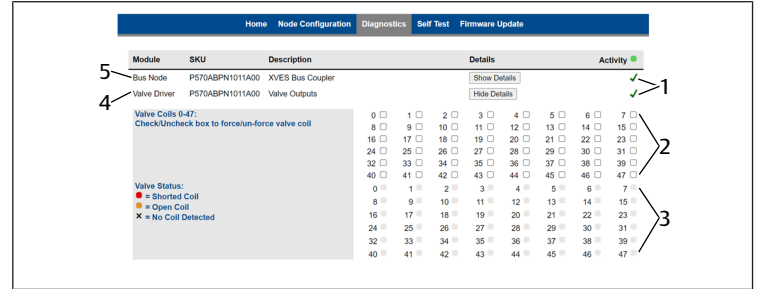 Home Node Configuration Diagnostics Self Test Firmware Update
Module SKU Description Details Activity
5 Bus Node P570ABPN1011A00 XVES Bus Coupler Show Details 1
4 Valve Driver P570ABPN1011A00 Valve Outputs Hide Details
Valve Coils 0-47: 0 1 2 3 4 5 6 7
Check/Uncheck box to force/un-force valve coil
8 9 10 11 12 13 14 15
16 17 18 19 20 21 22 23
24 25 26 27 28 29 30 31 2
32 33 34 35 36 37 38 39
40 41 42 43 44 45 46 47
Valve Status: 0 1 2 3 4 5 6 7
= Shorted Coil
= Open Coil 8 9 10 11 12 13 14 15
X = No Coil Detected 16 17 18 19 20 21 22 23 3
24 25 26 27 28 29 30 31
32 33 34 35 36 37 38 39
40 41 42 43 44 45 46 47